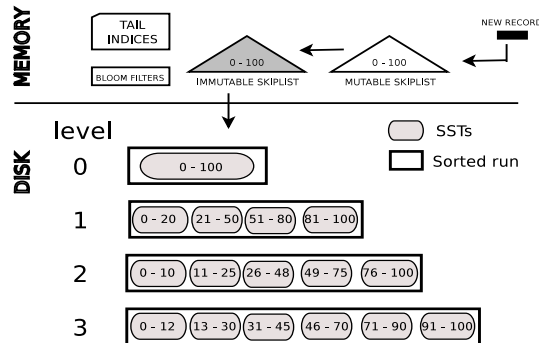 MEMORY
TAIL
INDICES
BLOOM FILTERS
0 - 100
IMMUTABLE SKIPLIST
0 - 100
MUTABLE SKIPLIST
NEW RECORD
DISK
level
SSTs
Sorted run
0
0 - 100
1
0 - 20 21 - 50 51 - 80 81 - 100
2
0 - 10 11 - 25 26 - 48 49 - 75 76 - 100
3
0 - 12 13 - 30 31 - 45 46 - 70 71 - 90 91 - 100